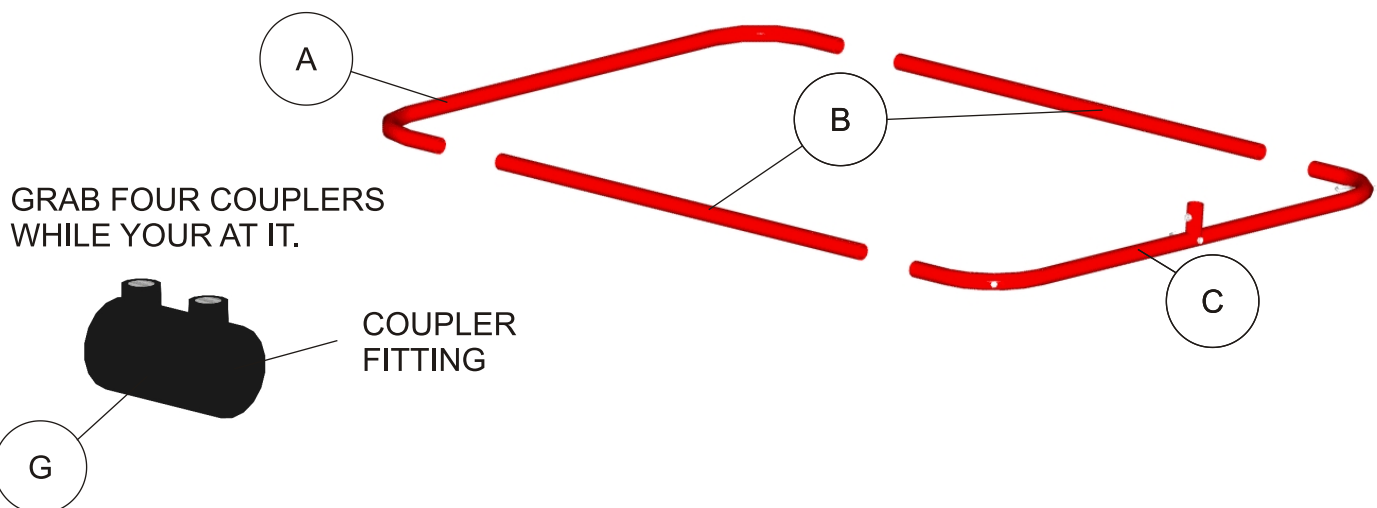 A
B
GRAB FOUR COUPLERS
WHILE YOUR AT IT.
C
COUPLER
FITTING
G